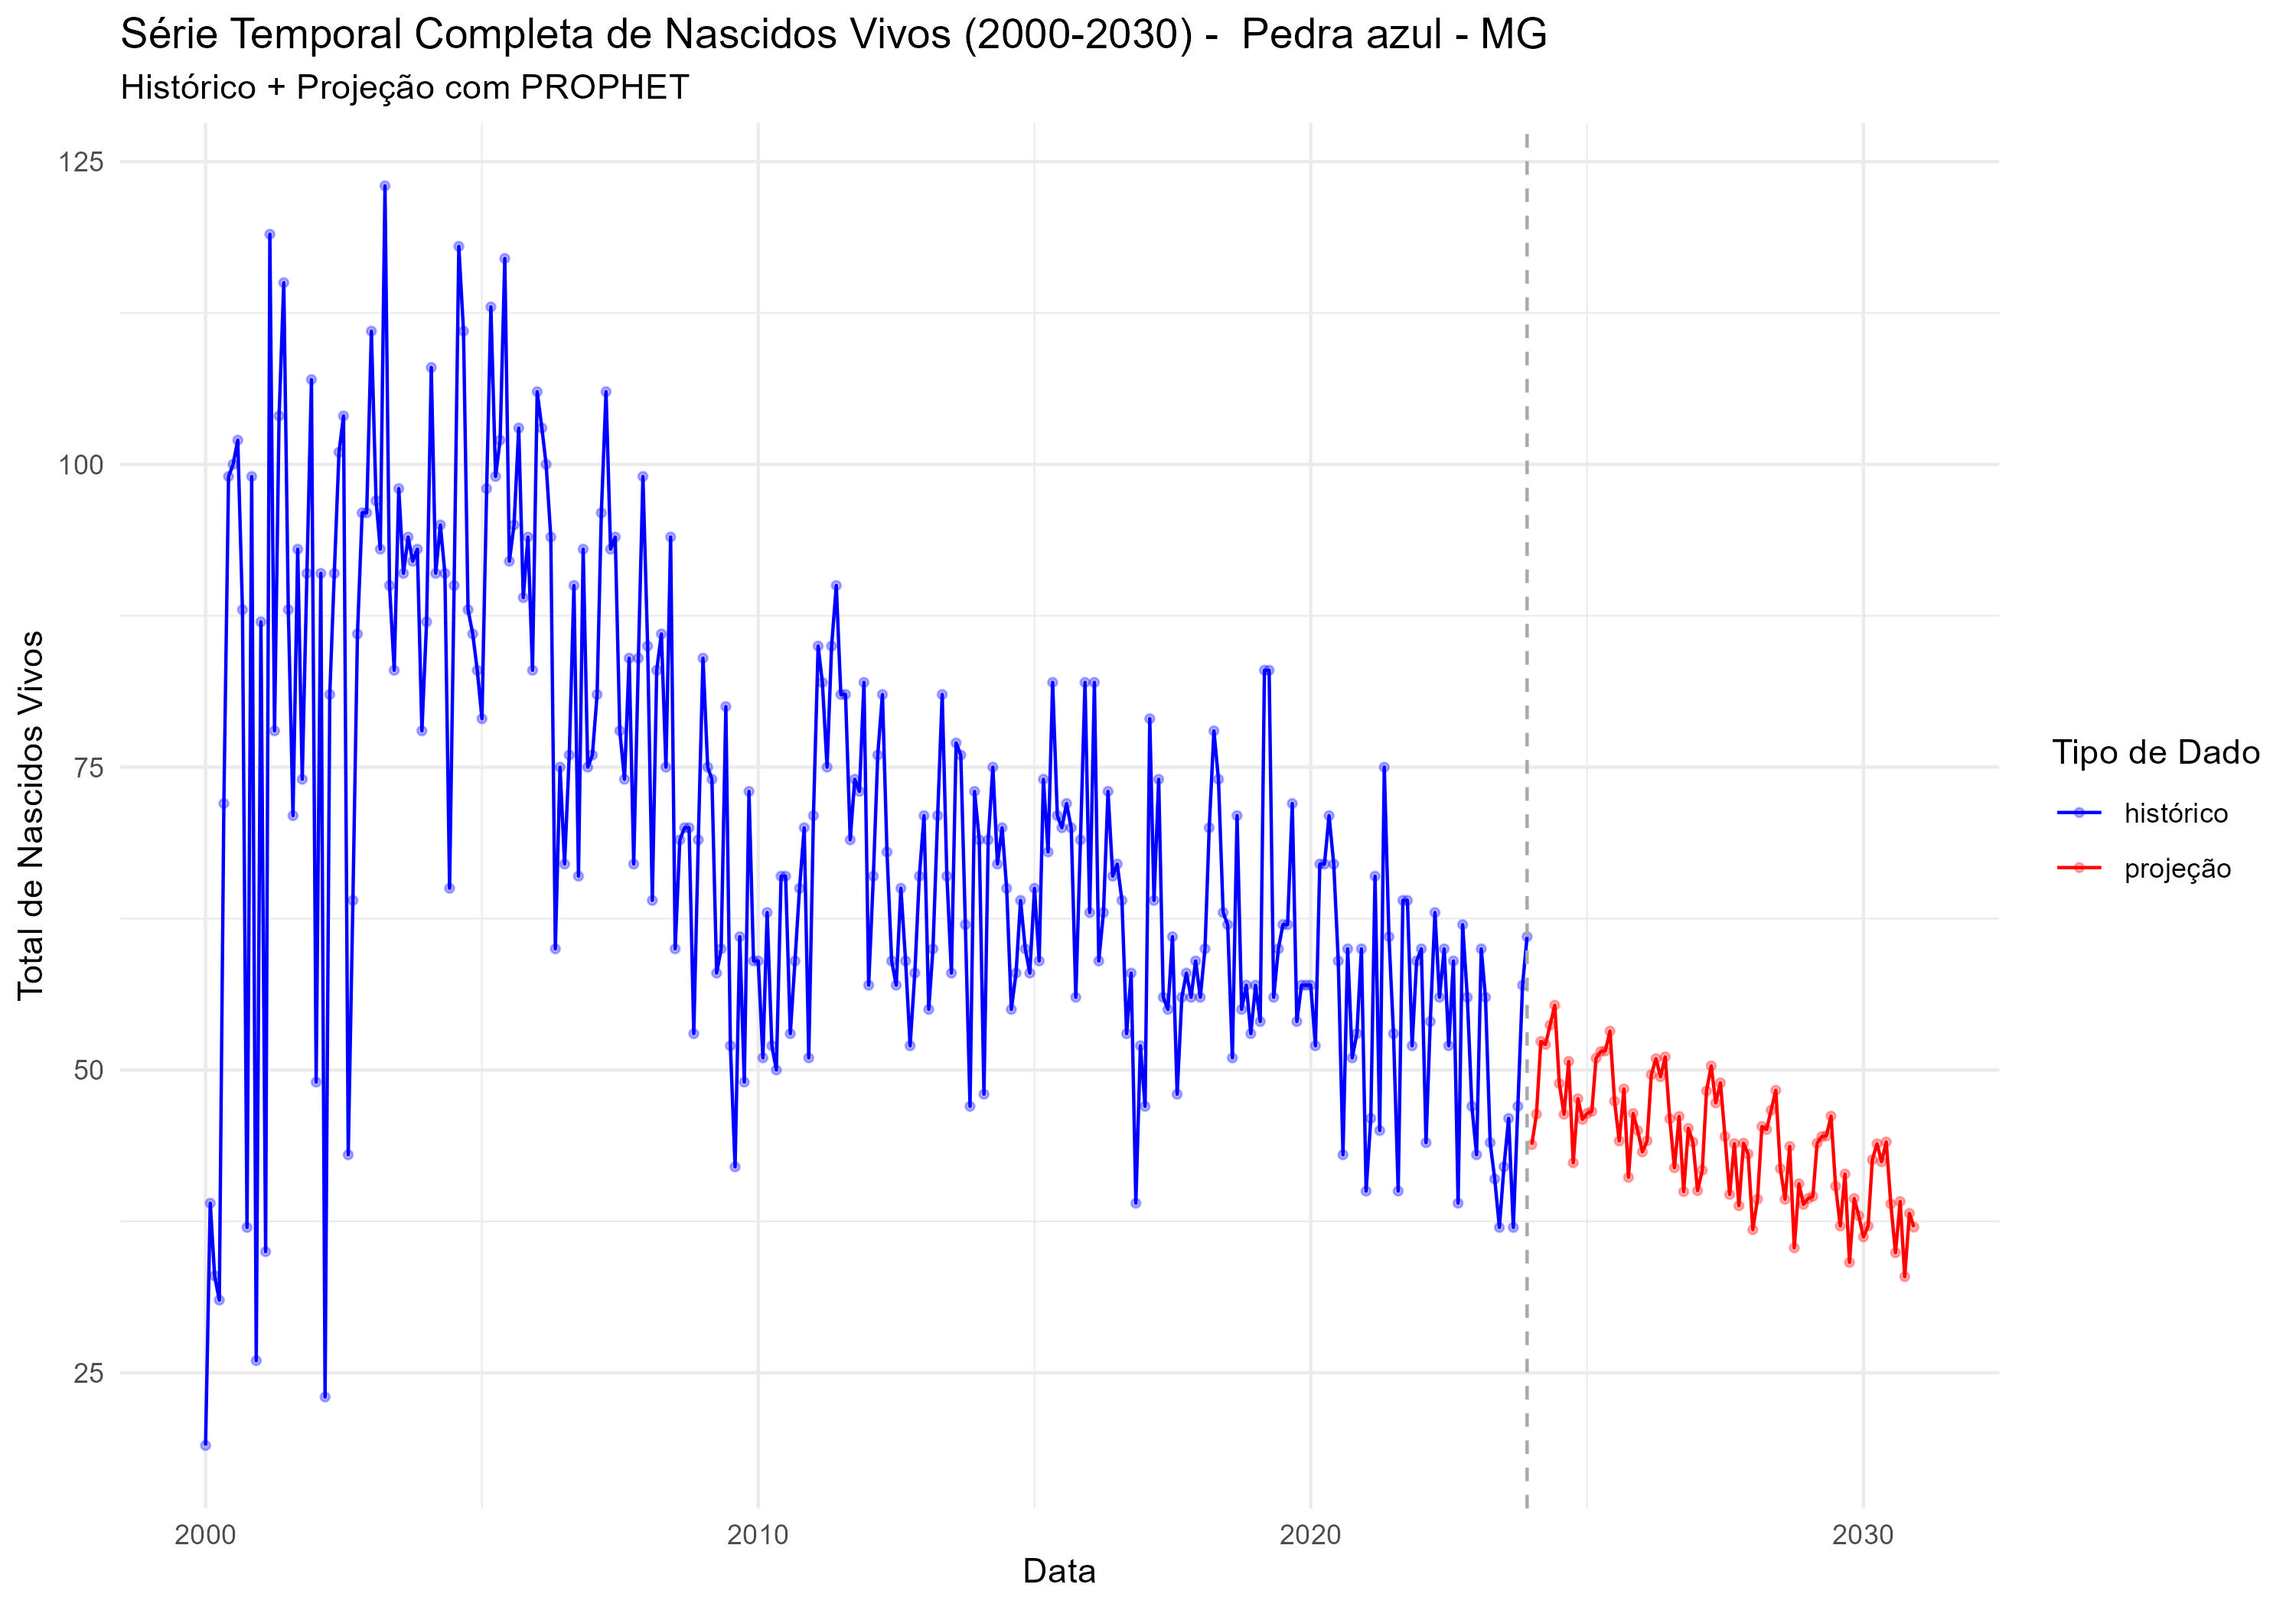 Série Temporal Completa de Nascidos Vivos (2000-2030) -  Pedra azul - MG
Histórico + Projeção com PROPHET
125
100
75
50
25
Total de Nascidos Vivos
2000
2010
2020
2030
Data
Tipo de Dado
histórico
projeção